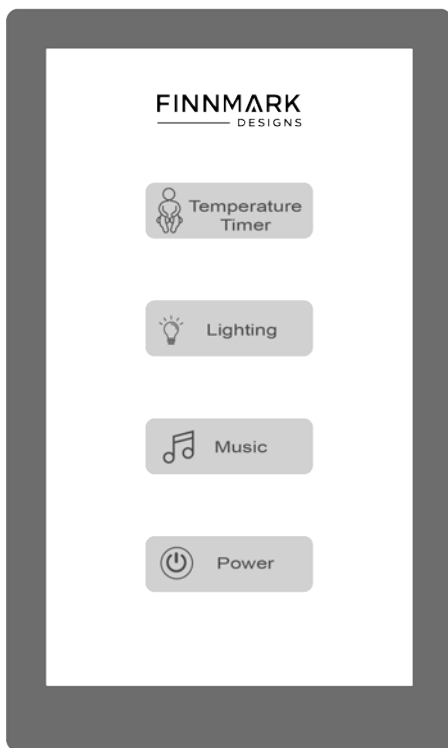 FINNMARK
DESIGNS
Temperature
Timer
Lighting
Music
Power